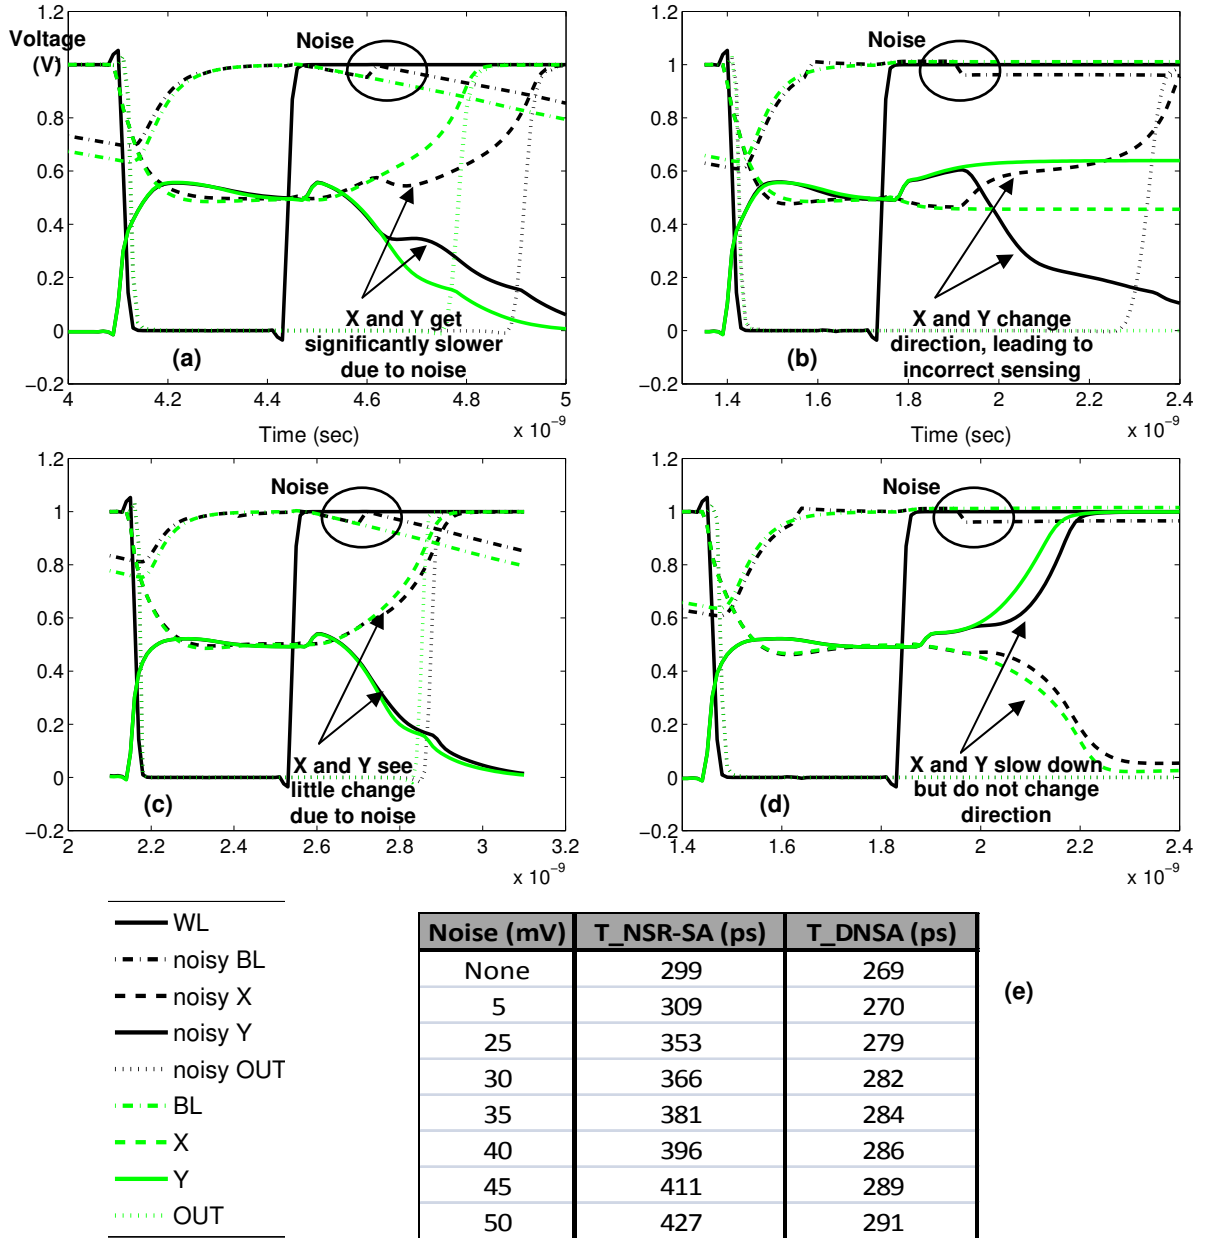 1.2
Voltage
(V)
1
0.8
0.6
0.4
0.2
0
−0.2
Noise
X and Y get
significantly slower
due to noise
(a)
4
4.2
4.4
4.6
4.8
5
Time (sec)
x 10⁻⁹
1.2
1
0.8
0.6
0.4
0.2
0
−0.2
Noise
X and Y change
direction, leading to
incorrect sensing
(b)
1.4
1.6
1.8
2
2.2
2.4
Time (sec)
x 10⁻⁹
1.2
1
0.8
0.6
0.4
0.2
0
−0.2
Noise
X and Y see
little change
due to noise
(c)
2
2.2
2.4
2.6
2.8
3
3.2
x 10⁻⁹
1.2
1
0.8
0.6
0.4
0.2
0
−0.2
Noise
X and Y slow down
but do not change
direction
(d)
1.4
1.6
1.8
2
2.2
2.4
x 10⁻⁹
WL
noisy BL
noisy X
noisy Y
noisy OUT
BL
X
Y
OUT
Noise (mV) T_NSR-SA (ps) T_DNSA (ps)
None 299 269
5 309 270
25 353 279
30 366 282
35 381 284
40 396 286
45 411 289
50 427 291
(e)